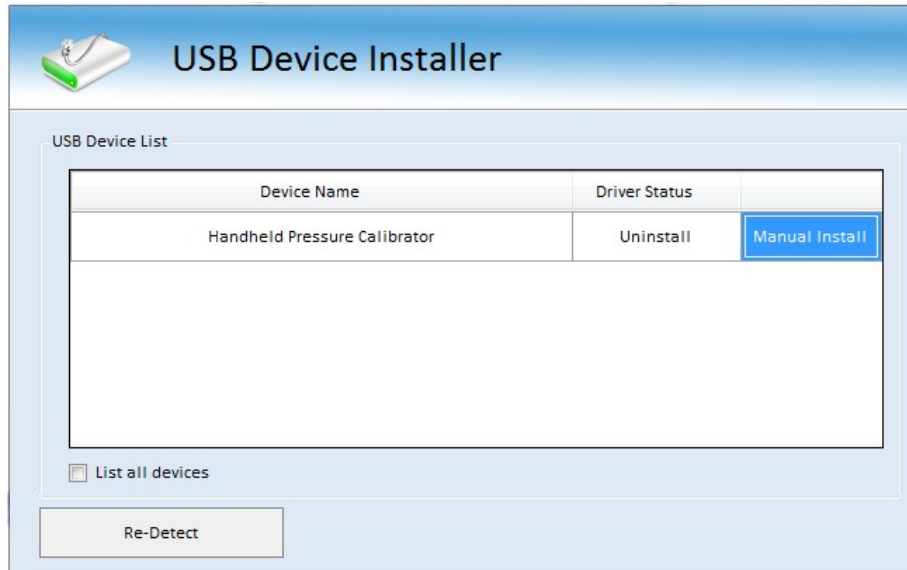 USB Device Installer
USB Device List
Device Name Driver Status
Handheld Pressure Calibrator Uninstall Manual Install
List all devices
Re-Detect